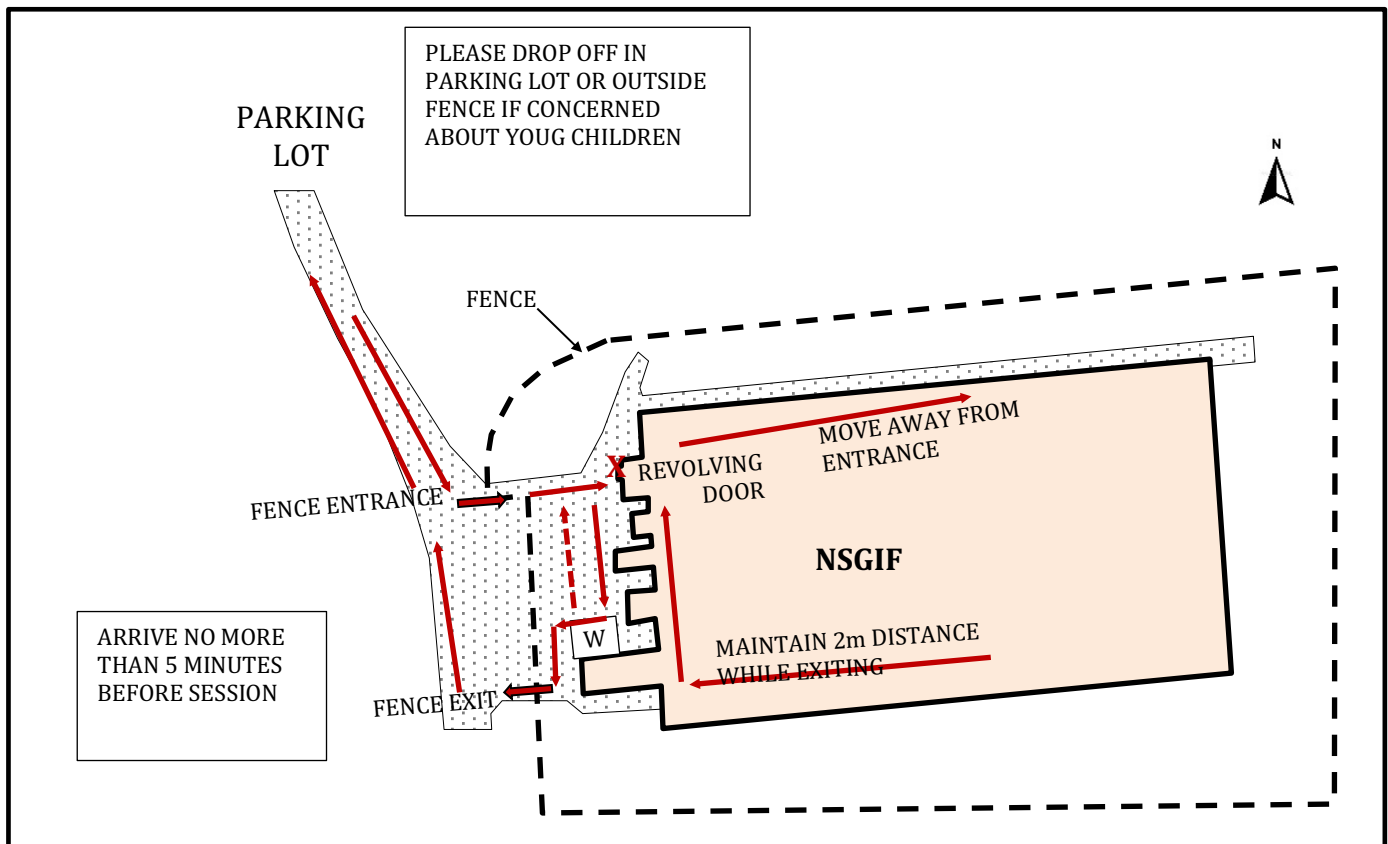 PLEASE DROP OFF IN
PARKING LOT OR OUTSIDE
FENCE IF CONCERNED
ABOUT YOUG CHILDREN
PARKING
LOT
N
FENCE
MOVE AWAY FROM
ENTRANCE
X
REVOLVING
DOOR
FENCE ENTRANCE
NSGIF
W
MAINTAIN 2m DISTANCE
WHILE EXITING
FENCE EXIT
ARRIVE NO MORE
THAN 5 MINUTES
BEFORE SESSION